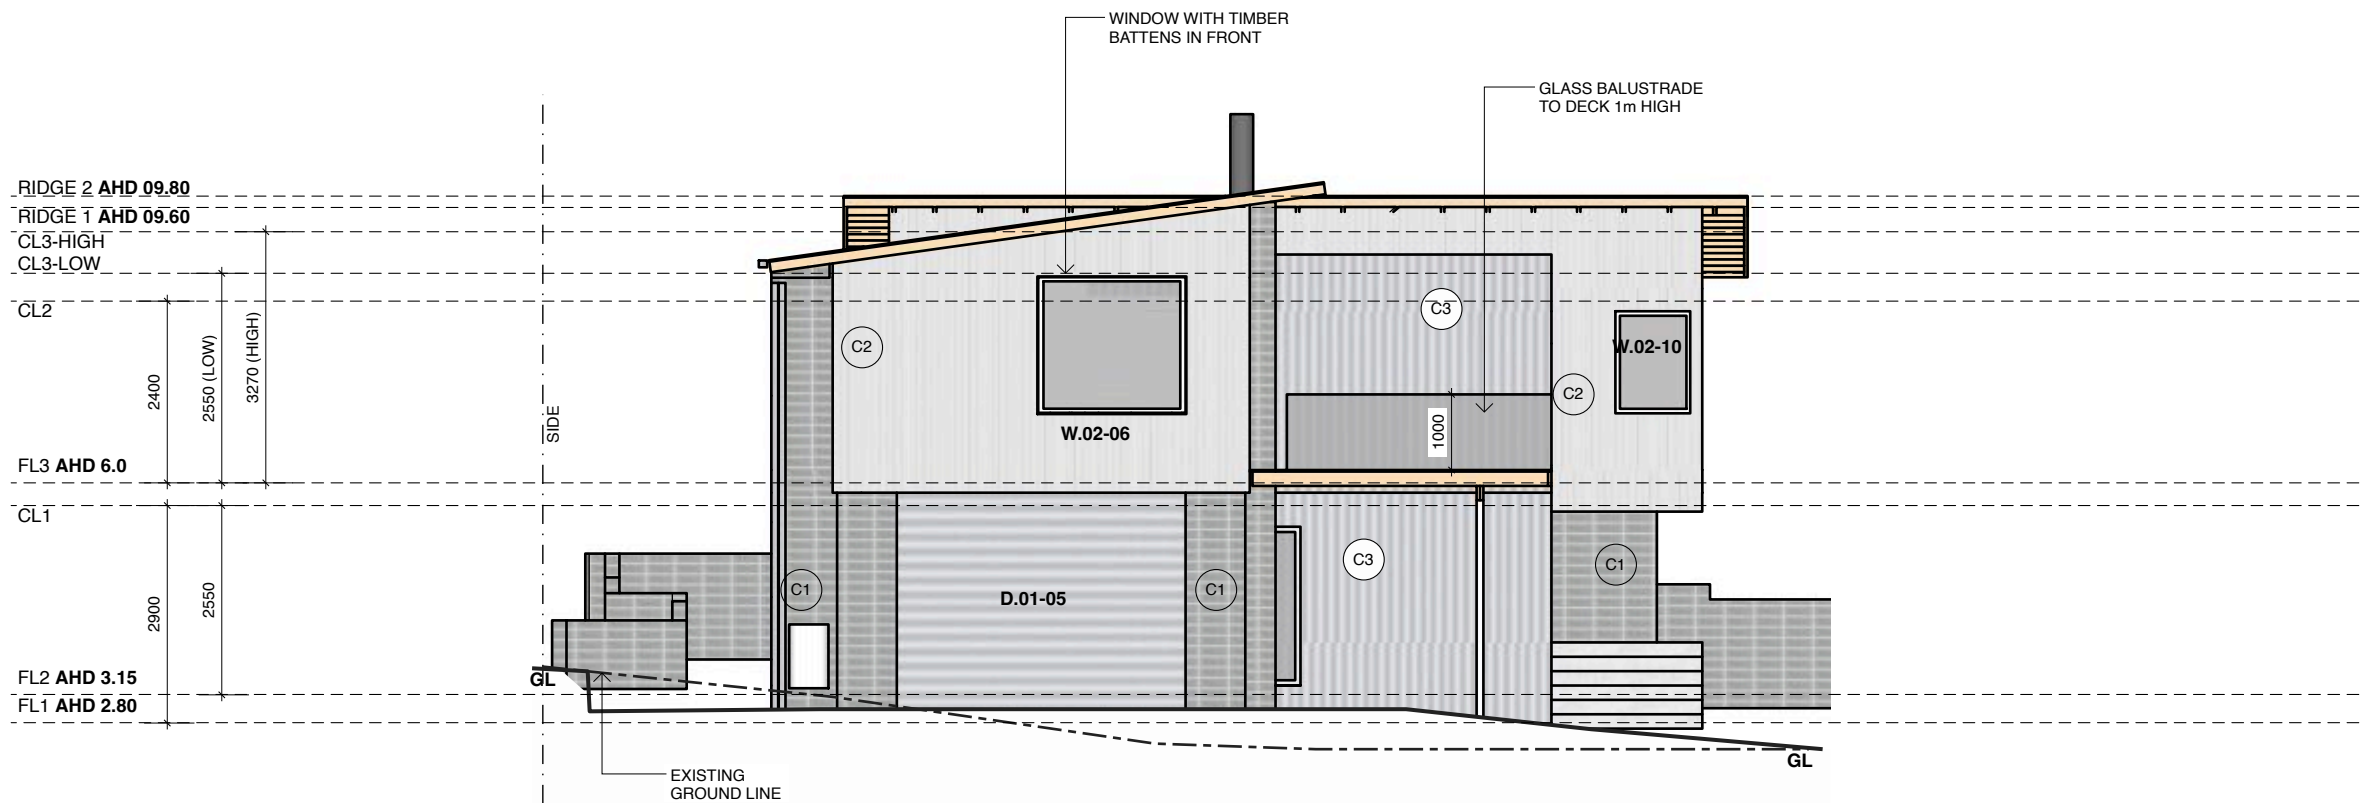 WINDOW WITH TIMBER
BATTENS IN FRONT
GLASS BALUSTRADE
TO DECK 1m HIGH
RIDGE 2 AHD 09.80
RIDGE 1 AHD 09.60
CL3-HIGH
CL3-LOW
CL2
2400
2550 (LOW)
3270 (HIGH)
SIDE
C2
C3
W.02-10
C2
1000
W.02-06
FL3 AHD 6.0
CL1
C3
C1
C1
C1
D.01-05
2900
2550
FL2 AHD 3.15
GL
FL1 AHD 2.80
GL
EXISTING
GROUND LINE